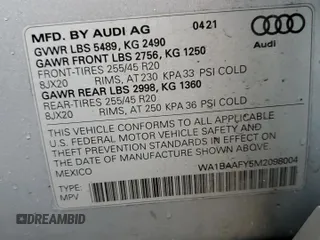 MFD. BY AUDI AG 04 21
GVWR LBS 5489, KG 2490
GAWR FRONT LBS 2756, KG 1250
FRONT-TIRES 255/45 R20
8JX20 RIMS, AT 230 KPA 33 PSI COLD
GAWR REAR LBS 2998, KG 1360
REAR-TIRES 255/45 R20
8JX20 RIMS, AT 250 KPA 36 PSI COLD
Audi
THIS VEHICLE CONFORMS TO ALL APPLICABLE
U.S. FEDERAL MOTOR VEHICLE SAFETY AND
THEFT PREVENTION STANDARDS IN EFFECT ON THE
DATE OF MANUFACTURE SHOWN ABOVE.
MEXICO
WA1BAAFY5M2098004
TYPE:
MPV
DREAMBID